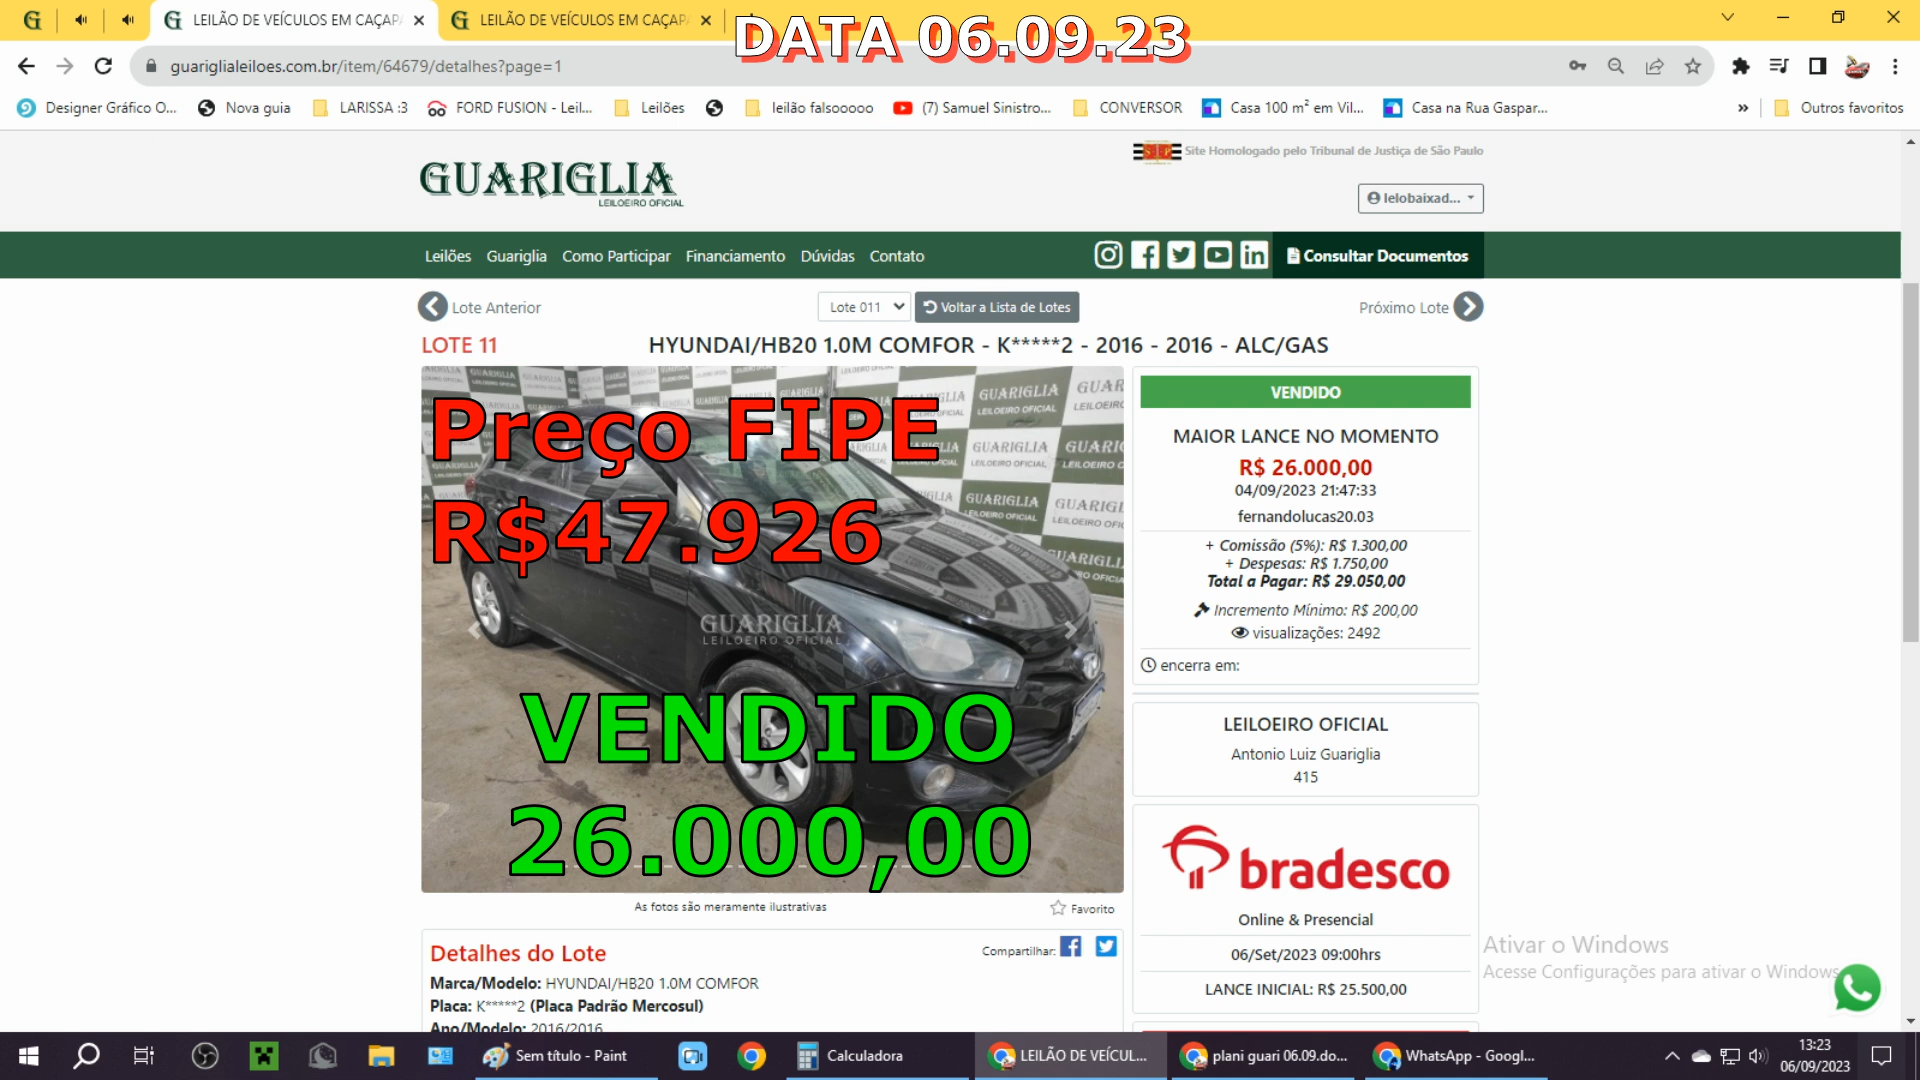 LEILÃO DE VEÍCULOS EM CAÇAPA
LEILÃO DE VEÍCULOS EM CAÇAPA
DATA 06.09.23
guariglialeiloes.com.br/item/64679/detalhes?page=1
Designer Gráfico O...
Nova guia
LARISSA :3
FORD FUSION - Leil...
Leilões
leilão falsooooo
(7) Samuel Sinistro...
CONVERSOR
Casa 100 m² em Vil...
Casa na Rua Gaspar...
»
Outros favoritos
GUARIGLIA
LEILOEIRO OFICIAL
Site Homologado pelo Tribunal de Justiça de São Paulo
lelobaixad...
Leilões Guariglia Como Participar Financiamento Dúvidas Contato
Consultar Documentos
Lote Anterior
Lote 011
Voltar a Lista de Lotes
Próximo Lote
LOTE 11
HYUNDAI/HB20 1.0M COMFOR - K*****2 - 2016 - 2016 - ALC/GAS
Preço FIPE
R$47.926
GUARIGLIA
LEILOEIRO OFICIAL
VENDIDO
26.000,00
As fotos são meramente ilustrativas
Favorito
VENDIDO
MAIOR LANCE NO MOMENTO
R$ 26.000,00
04/09/2023 21:47:33
fernandolucas20.03
+ Comissão (5%): R$ 1.300,00
+ Despesas: R$ 1.750,00
Total a Pagar: R$ 29.050,00
Incremento Mínimo: R$ 200,00
visualizações: 2492
encerra em:
LEILOEIRO OFICIAL
Antonio Luiz Guariglia
415
bradesco
Online & Presencial
06/Set/2023 09:00hrs
LANCE INICIAL: R$ 25.500,00
Detalhes do Lote
Compartilhar:
Marca/Modelo: HYUNDAI/HB20 1.0M COMFOR
Placa: K*****2 (Placa Padrão Mercosul)
Ano/Modelo: 2016/2016
Ativar o Windows
Acesse Configurações para ativar o Windows
Sem título - Paint
Calculadora
LEILÃO DE VEÍCUL...
plani guari 06.09.do...
WhatsApp - Googl...
13:23
06/09/2023